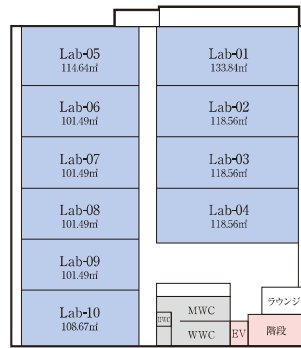 Lab-05
114.64㎡
Lab-01
133.84㎡
Lab-06
101.49㎡
Lab-02
118.56㎡
Lab-07
101.49㎡
Lab-03
118.56㎡
Lab-08
101.49㎡
Lab-04
118.56㎡
Lab-09
101.49㎡
Lab-10
108.67㎡
MWC
WWC
EV
階段
ラウンジ